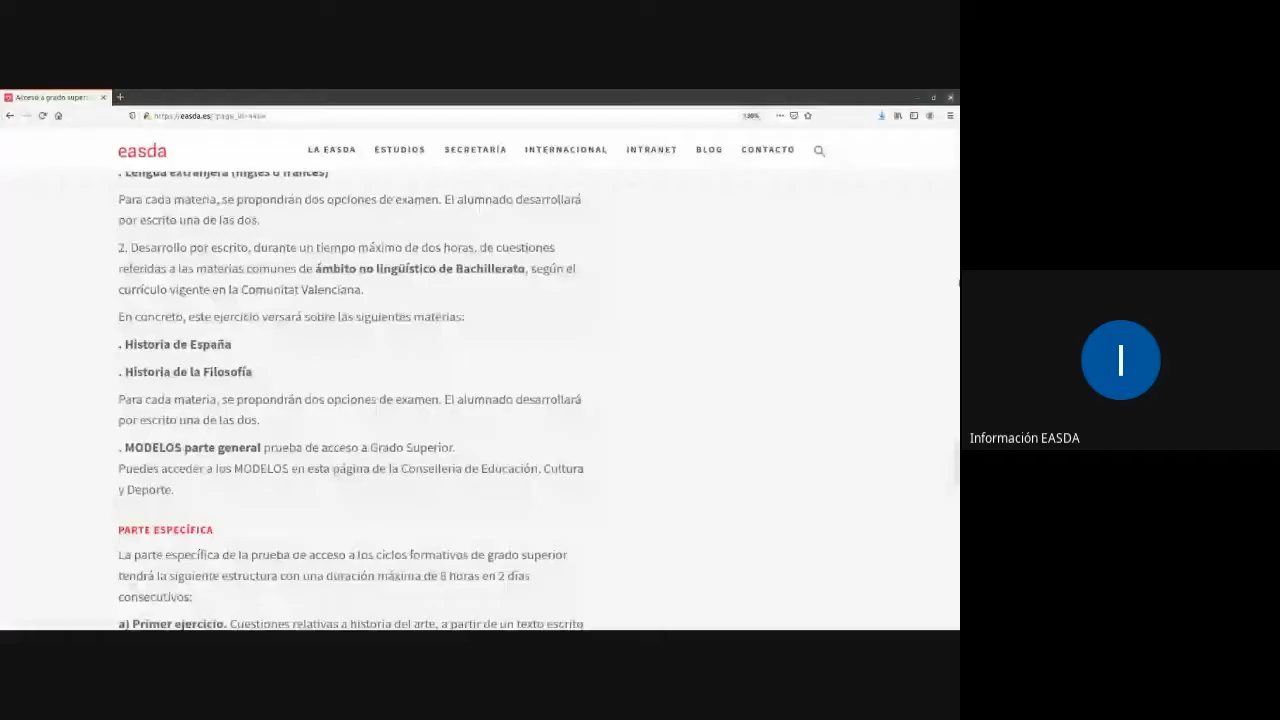 Acceso a grado super
https://easda.es/?page_id=
130%
easda
LA EASDA ESTUDIOS SECRETARÍA INTERNACIONAL INTRANET BLOG CONTACTO
. Lengua extranjera (inglés o francés)
Para cada materia, se propondrán dos opciones de examen. El alumnado desarrollará
por escrito una de las dos.
2. Desarrollo por escrito, durante un tiempo máximo de dos horas, de cuestiones
referidas a las materias comunes de ámbito no lingüístico de Bachillerato, según el
currículo vigente en la Comunitat Valenciana.
En concreto, este ejercicio versará sobre las siguientes materias:
. Historia de España
. Historia de la Filosofía
Para cada materia, se propondrán dos opciones de examen. El alumnado desarrollará
por escrito una de las dos.
. MODELOS parte general prueba de acceso a Grado Superior.
Puedes acceder a los MODELOS en esta página de la Conselleria de Educación, Cultura
y Deporte.
PARTE ESPECÍFICA
La parte específica de la prueba de acceso a los ciclos formativos de grado superior
tendrá la siguiente estructura con una duración máxima de 8 horas en 2 días
consecutivos:
a) Primer ejercicio. Cuestiones relativas a historia del arte, a partir de un texto escrito
I
Información EASDA